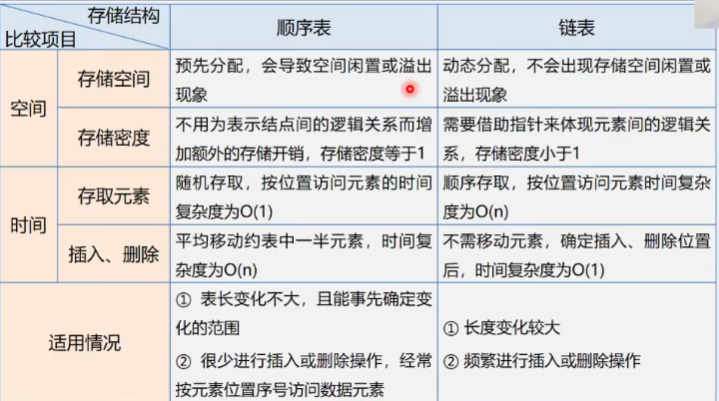 存储结构
比较项目
顺序表
链表
空间
存储空间
预先分配，会导致空间闲置或溢出
现象
动态分配，不会出现存储空间闲置或
溢出现象
存储密度
不用为表示结点间的逻辑关系而增
加额外的存储开销，存储密度等于1
需要借助指针来体现元素间的逻辑关
系，存储密度小于1
时间
存取元素
随机存取，按位置访问元素的时间
复杂度为O(1)
顺序存取，按位置访问元素时间复杂
度为O(n)
插入、删除
平均移动约表中一半元素，时间复
杂度为O(n)
不需移动元素，确定插入、删除位置
后，时间复杂度为O(1)
适用情况
① 表长变化不大，且能事先确定变
化的范围
② 很少进行插入或删除操作，经常
按元素位置序号访问数据元素
① 长度变化较大
② 频繁进行插入或删除操作